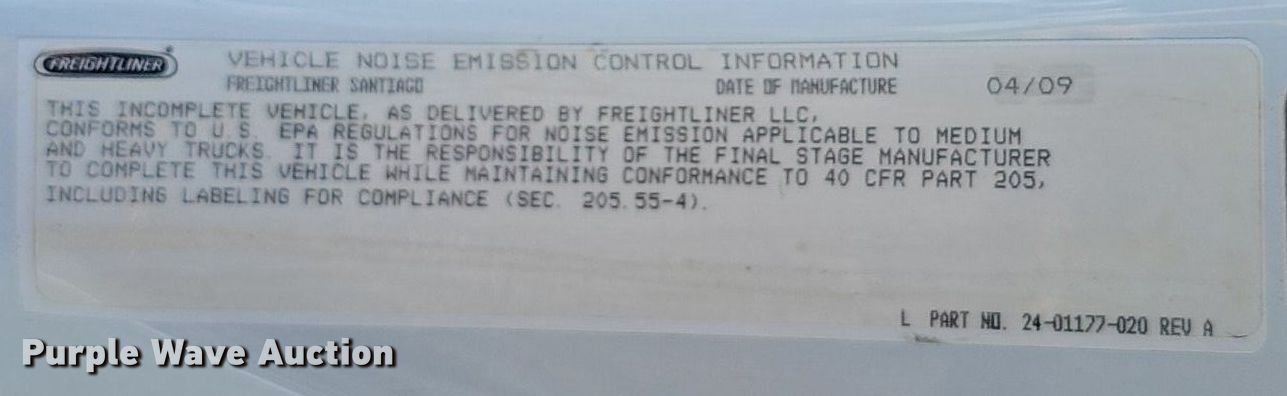 FREIGHTLINER®
VEHICLE NOISE EMISSION CONTROL INFORMATION
FREIGHTLINER SANTIAGO DATE OF MANUFACTURE 04/09
THIS INCOMPLETE VEHICLE, AS DELIVERED BY FREIGHTLINER LLC,
CONFORMS TO U.S. EPA REGULATIONS FOR NOISE EMISSION APPLICABLE TO MEDIUM
AND HEAVY TRUCKS. IT IS THE RESPONSIBILITY OF THE FINAL STAGE MANUFACTURER
TO COMPLETE THIS VEHICLE WHILE MAINTAINING CONFORMANCE TO 40 CFR PART 205,
INCLUDING LABELING FOR COMPLIANCE (SEC. 205.55-4).
L PART NO. 24-01177-020 REV A
Purple Wave Auction